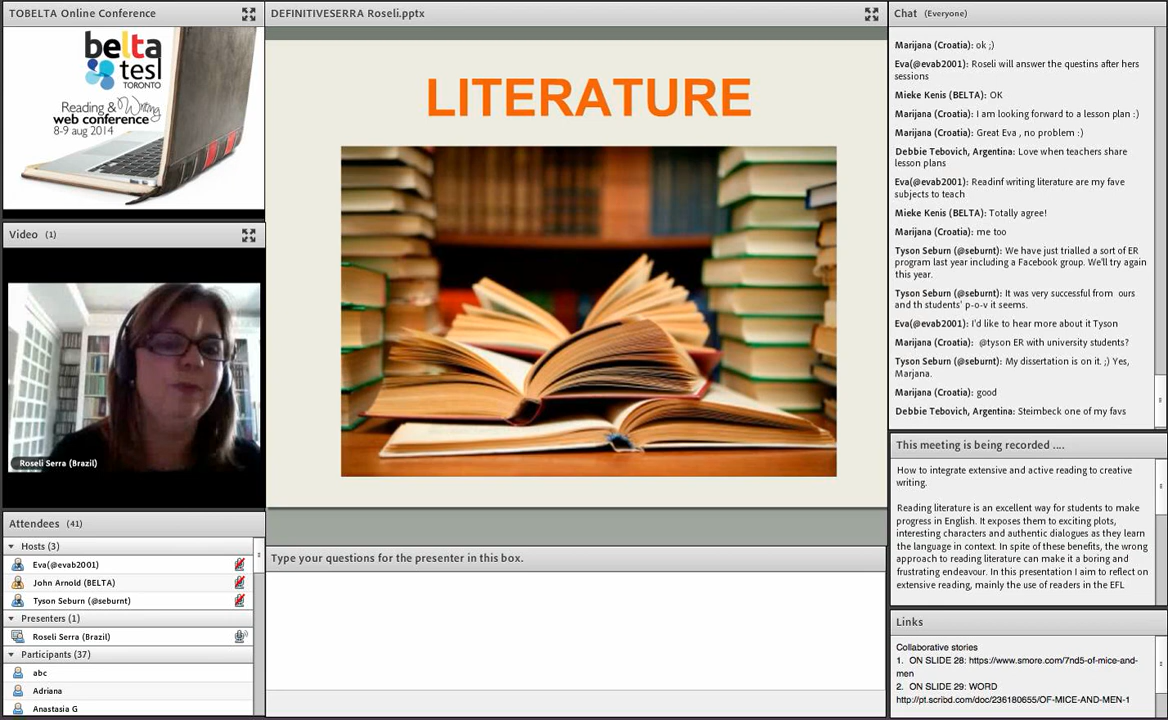 TOBELTA Online Conference
belta
tesl
TORONTO
Reading & Writing
web conference
8-9 aug 2014
Video (1)
Roseli Serra (Brazil)
Attendees (41)
Hosts (3)
Eva(@evab2001)
John Arnold (BELTA)
Tyson Seburn (@seburnt)
Presenters (1)
Roseli Serra (Brazil)
Participants (37)
abc
Adriana
Anastasia G
DEFINITIVESERRA Roseli.pptx
LITERATURE
Type your questions for the presenter in this box.
Chat (Everyone)
Marijana (Croatia): ok ;)
Eva(@evab2001): Roseli will answer the questins after hers
sessions
Mieke Kenis (BELTA): OK
Marijana (Croatia): I am looking forward to a lesson plan :)
Marijana (Croatia): Great Eva , no problem :)
Debbie Tebovich, Argentina: Love when teachers share
lesson plans
Eva(@evab2001): Readinf writing literature are my fave
subjects to teach
Mieke Kenis (BELTA): Totally agree!
Marijana (Croatia): me too
Tyson Seburn (@seburnt): We have just trialled a sort of ER
program last year including a Facebook group. We'll try again
this year.
Tyson Seburn (@seburnt): It was very successful from ours
and th students' p-o-v it seems.
Eva(@evab2001): I'd like to hear more about it Tyson
Marijana (Croatia): @tyson ER with university students?
Tyson Seburn (@seburnt): My dissertation is on it. ;) Yes,
Marjana.
Marijana (Croatia): good
Debbie Tebovich, Argentina: Steimbeck one of my favs
This meeting is being recorded ....
How to integrate extensive and active reading to creative
writing.
Reading literature is an excellent way for students to make
progress in English. It exposes them to exciting plots,
interesting characters and authentic dialogues as they learn
the language in context. In spite of these benefits, the wrong
approach to reading literature can make it a boring and
frustrating endeavour. In this presentation I aim to reflect on
extensive reading, mainly the use of readers in the EFL
Links
Collaborative stories
1. ON SLIDE 28: https://www.smore.com/7nd5-of-mice-and-
men
2. ON SLIDE 29: WORD
http://pt.scribd.com/doc/236180655/OF-MICE-AND-MEN-1